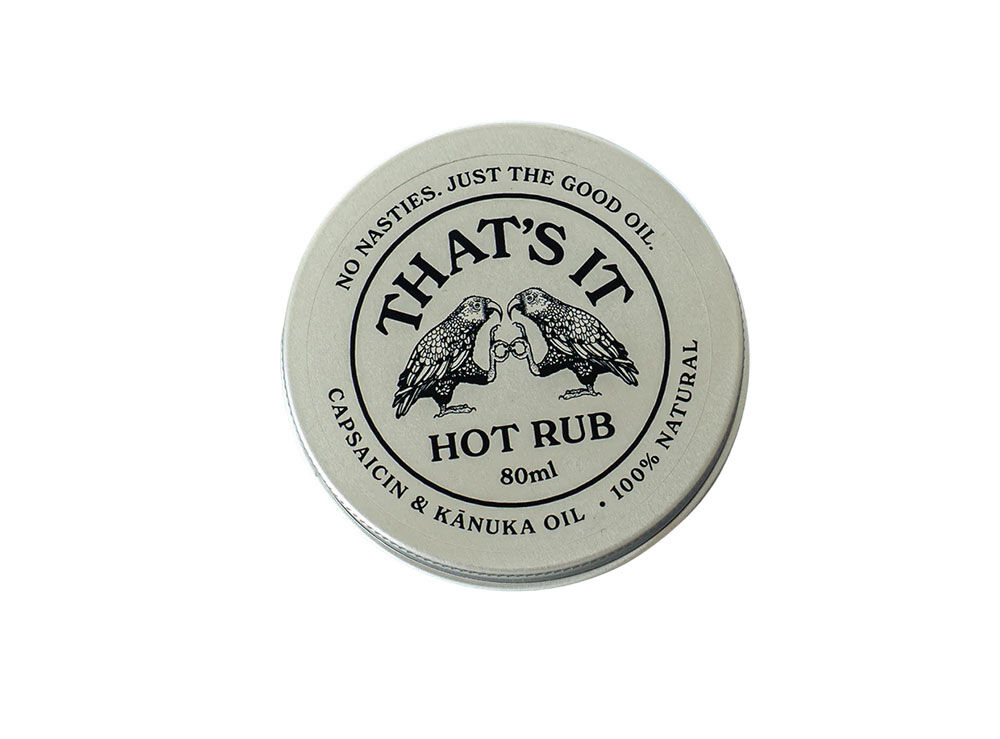 NO NASTIES. JUST THE GOOD OIL.
THAT'S IT
HOT RUB
80ml
CAPSAICIN & KĀNUKA OIL • 100% NATURAL